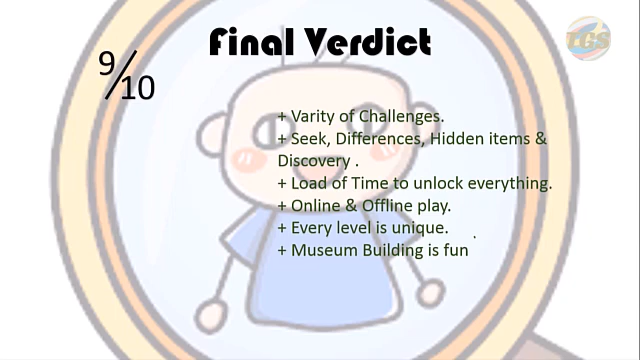 Final Verdict
LGS
9/10
+ Varity of Challenges.
+ Seek, Differences, Hidden items &
Discovery .
+ Load of Time to unlock everything.
+ Online & Offline play.
+ Every level is unique. .
+ Museum Building is fun